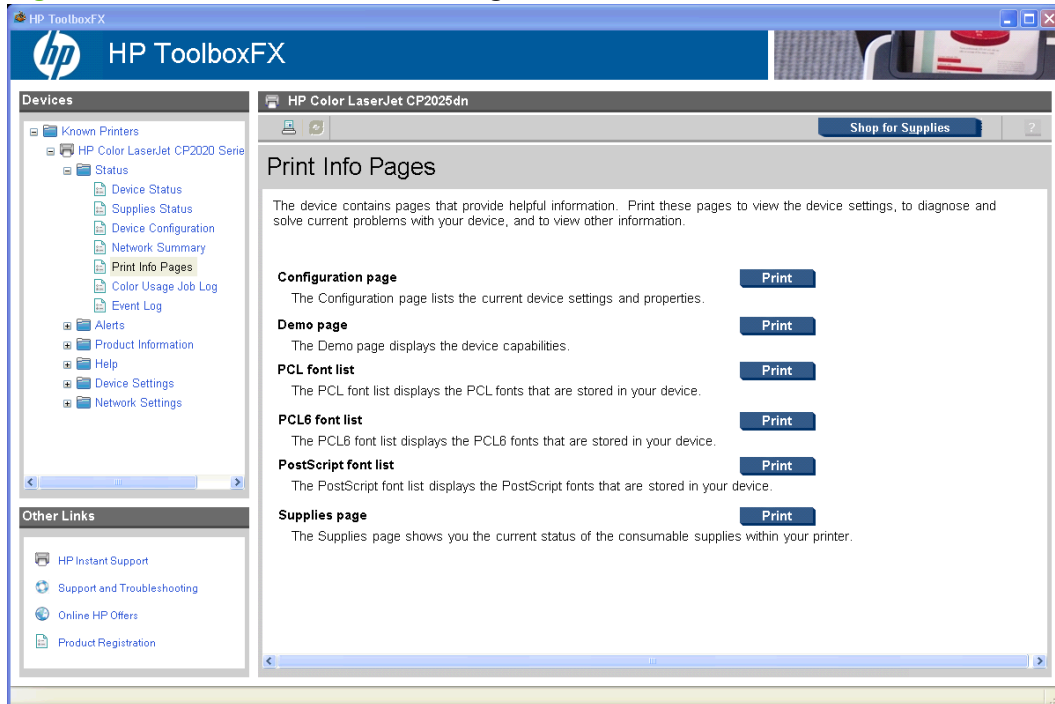 HP ToolboxFX
hp
HP ToolboxFX
Devices
Known Printers
HP Color LaserJet CP2020 Serie
Status
Device Status
Supplies Status
Device Configuration
Network Summary
Print Info Pages
Color Usage Job Log
Event Log
Alerts
Product Information
Help
Device Settings
Network Settings
Other Links
HP Instant Support
Support and Troubleshooting
Online HP Offers
Product Registration
HP Color LaserJet CP2025dn
Shop for Supplies
?
Print Info Pages
The device contains pages that provide helpful information. Print these pages to view the device settings, to diagnose and
solve current problems with your device, and to view other information.
Configuration page Print
The Configuration page lists the current device settings and properties.
Demo page Print
The Demo page displays the device capabilities.
PCL font list Print
The PCL font list displays the PCL fonts that are stored in your device.
PCL6 font list Print
The PCL6 font list displays the PCL6 fonts that are stored in your device.
PostScript font list Print
The PostScript font list displays the PostScript fonts that are stored in your device.
Supplies page Print
The Supplies page shows you the current status of the consumable supplies within your printer.